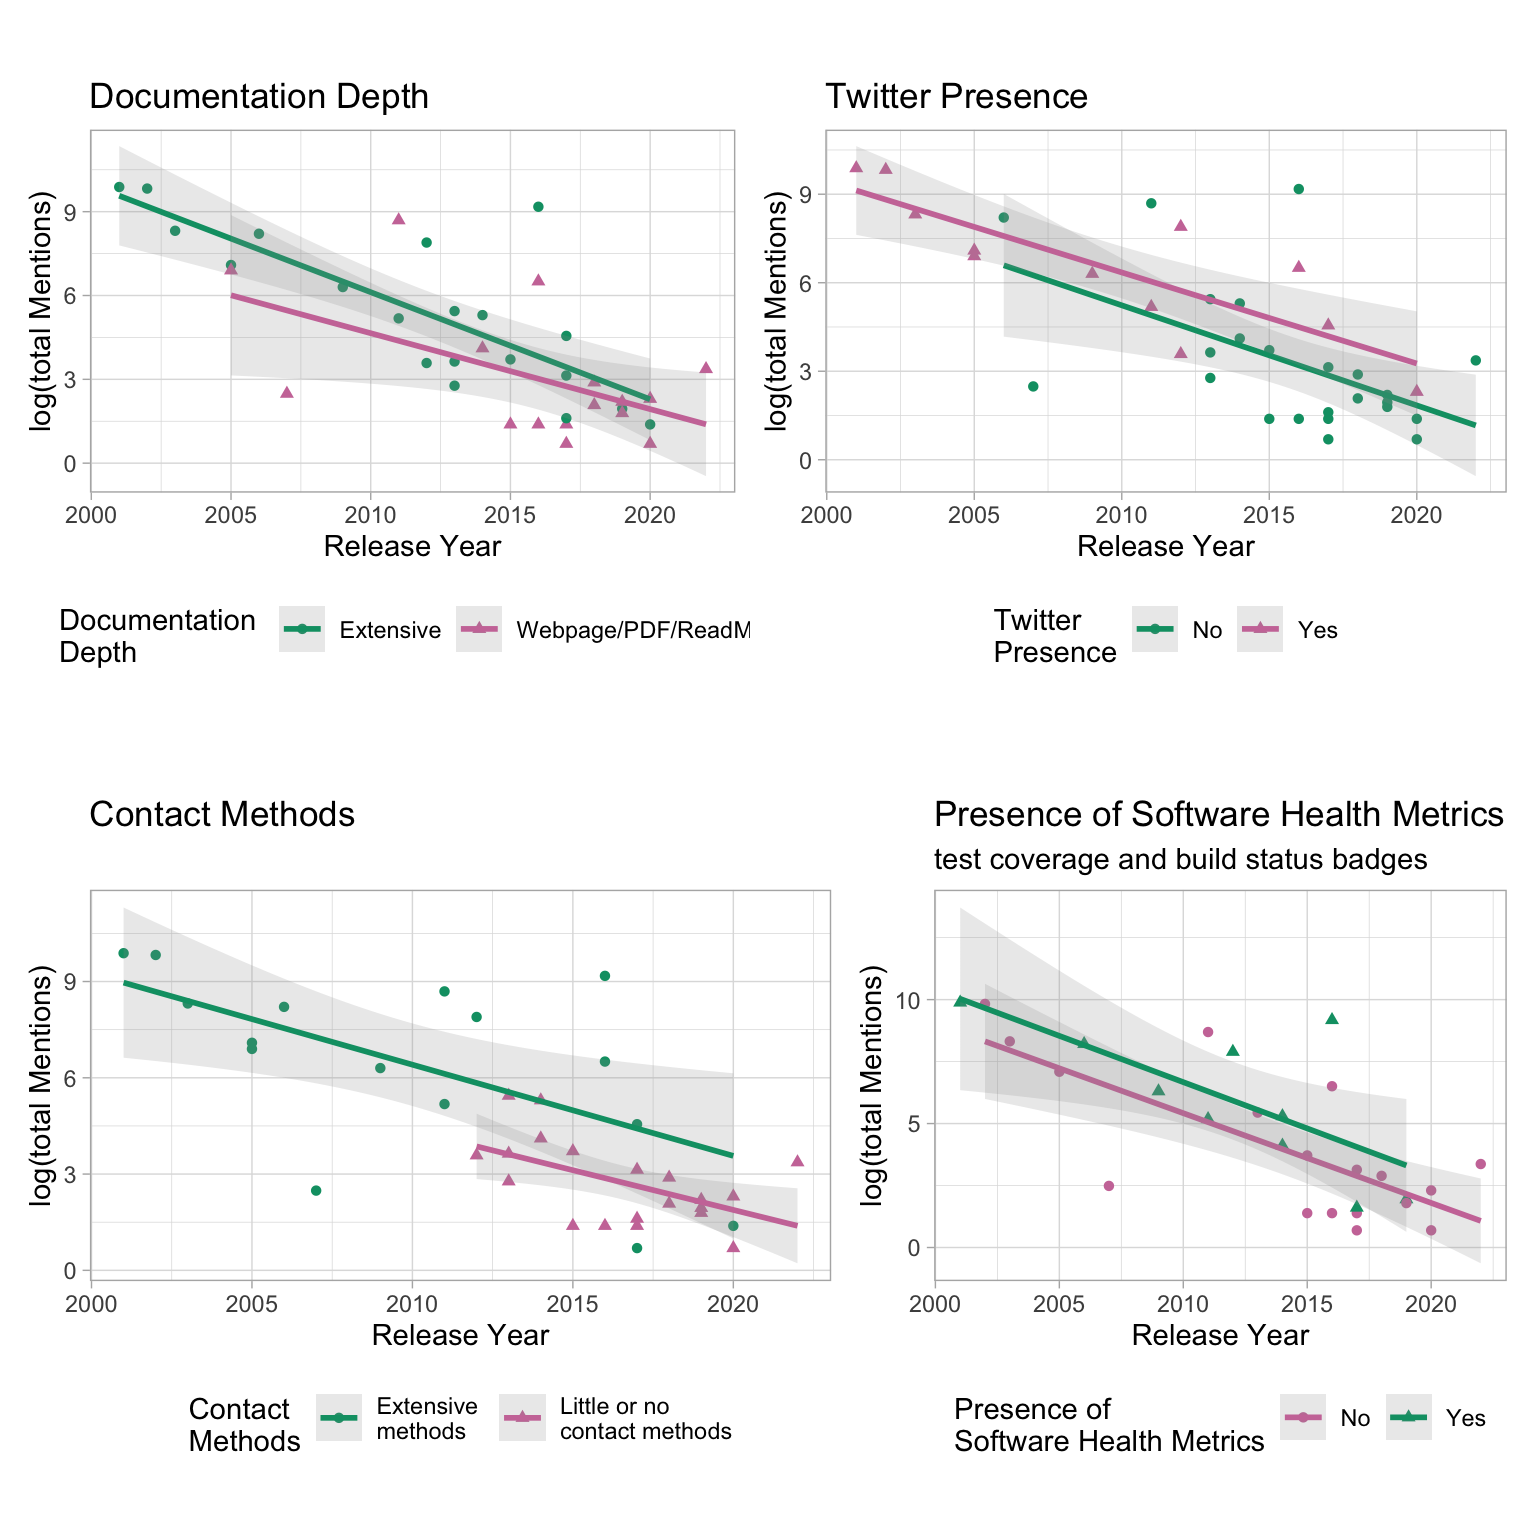 Documentation Depth
log(total Mentions)
9
6
3
0
2000 2005 2010 2015 2020
Release Year
Documentation
Depth
Extensive
Webpage/PDF/ReadM
Twitter Presence
log(total Mentions)
9
6
3
0
2000 2005 2010 2015 2020
Release Year
Twitter
Presence
No
Yes
Contact Methods
log(total Mentions)
9
6
3
0
2000 2005 2010 2015 2020
Release Year
Contact
Methods
Extensive
methods
Little or no
contact methods
Presence of Software Health Metrics
test coverage and build status badges
log(total Mentions)
10
5
0
2000 2005 2010 2015 2020
Release Year
Presence of
Software Health Metrics
No
Yes